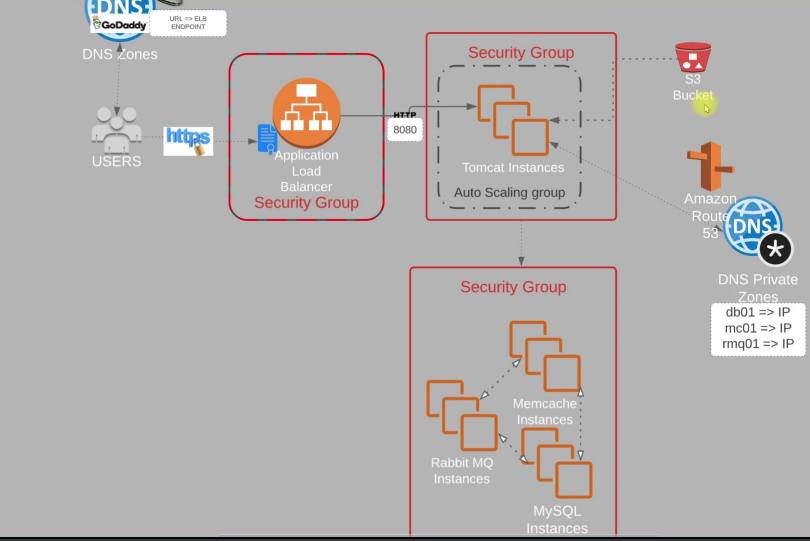 DNS
GoDaddy
URL => ELB
ENDPOINT
DNS Zones
USERS
https
Application
Load
Balancer
Security Group
HTTP
8080
Security Group
Tomcat Instances
Auto Scaling group
S3
Bucket
Amazon
Route
53
DNS
*
DNS Private
Zones
db01 => IP
mc01 => IP
rmq01 => IP
Security Group
Memcache
Instances
Rabbit MQ
Instances
MySQL
Instances